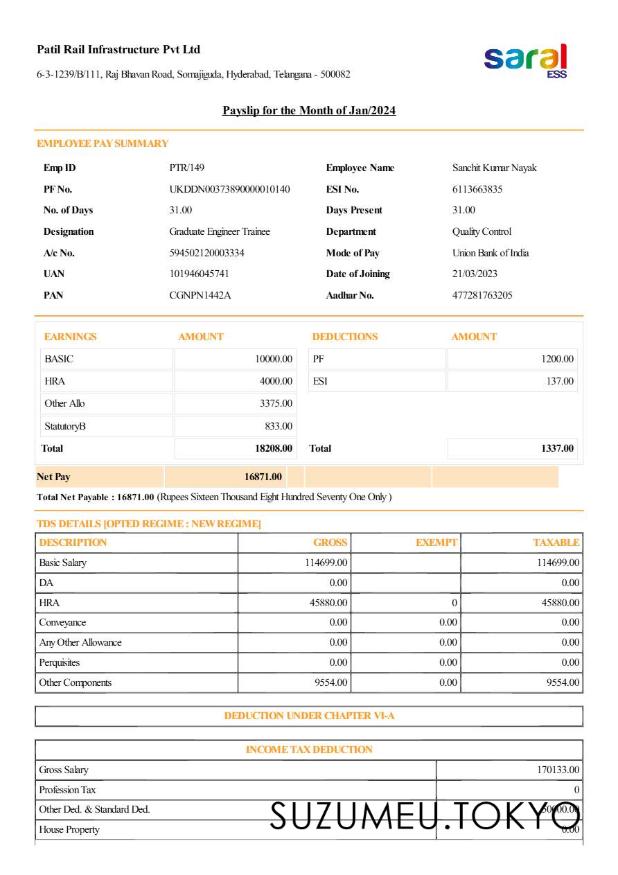 Patil Rail Infrastructure Pvt Ltd
saral
ESS
6-3-1239/B/111, Raj Bhavan Road, Somajiguda, Hyderabad, Telangana - 500082
Payslip for the Month of Jan/2024
EMPLOYEE PAY SUMMARY
Emp ID PTR/149 Employee Name Sanchit Kumar Nayak
PF No. UKDDN00373890000010140 ESI No. 6113663835
No. of Days 31.00 Days Present 31.00
Designation Graduate Engineer Trainee Department Quality Control
A/c No. 594502120003334 Mode of Pay Union Bank of India
UAN 101946045741 Date of Joining 21/03/2023
PAN CGNPN1442A Aadhar No. 477281763205
EARNINGS AMOUNT DEDUCTIONS AMOUNT
BASIC 10000.00 PF 1200.00
HRA 4000.00 ESI 137.00
Other Allo 3375.00
StatutoryB 833.00
Total 18208.00 Total 1337.00
Net Pay 16871.00
Total Net Payable : 16871.00 (Rupees Sixteen Thousand Eight Hundred Seventy One Only )
TDS DETAILS [OPTED REGIME : NEW REGIME]
DESCRIPTION GROSS EXEMPT TAXABLE
Basic Salary 114699.00 114699.00
DA 0.00 0.00
HRA 45880.00 0 45880.00
Conveyance 0.00 0.00 0.00
Any Other Allowance 0.00 0.00 0.00
Perquisites 0.00 0.00 0.00
Other Components 9554.00 0.00 9554.00
DEDUCTION UNDER CHAPTER VI-A
INCOME TAX DEDUCTION
Gross Salary 170133.00
Profession Tax 0
Other Ded. & Standard Ded.
SUZUMEU.TOKYO
House Property 0.00